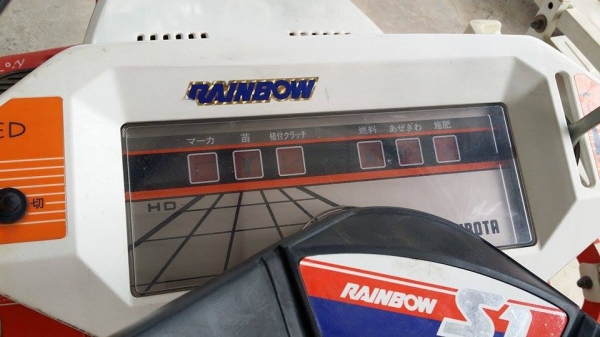 RAINBOW
ED
マーカ 苗 植付クラッチ 燃料 あぜぎわ 施肥
切
HD
RAINBOW S1